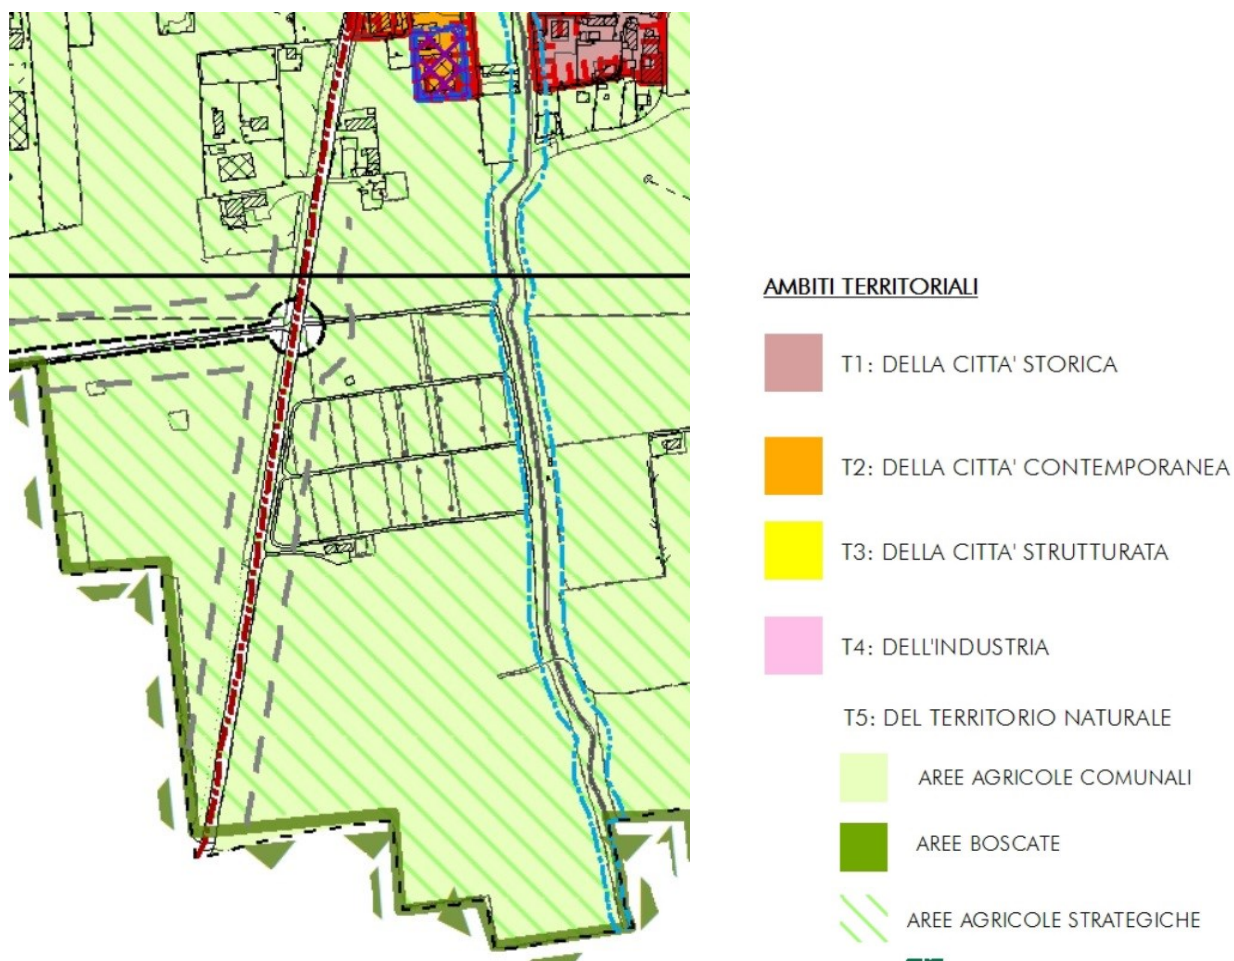 AMBITI TERRITORIALI
T1: DELLA CITTA' STORICA
T2: DELLA CITTA' CONTEMPORANEA
T3: DELLA CITTA' STRUTTURATA
T4: DELL'INDUSTRIA
T5: DEL TERRITORIO NATURALE
AREE AGRICOLE COMUNALI
AREE BOSCATE
AREE AGRICOLE STRATEGICHE